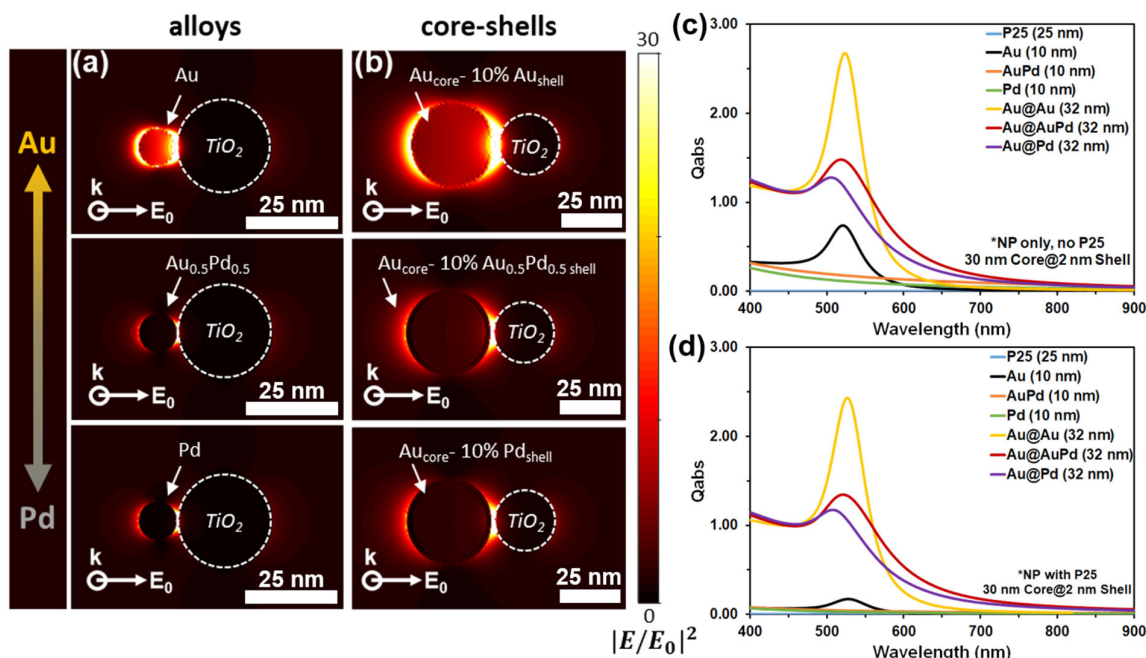 alloys
core-shells
Au
Pd
(a)
Au
TiO2
k
E0
25 nm
Au0.5Pd0.5
TiO2
k
E0
25 nm
Pd
TiO2
k
E0
25 nm
(b)
Aucore- 10% Aushell
TiO2
k
E0
25 nm
Aucore- 10% Au0.5Pd0.5 shell
TiO2
k
E0
25 nm
Aucore- 10% Pdshell
TiO2
k
E0
25 nm
30
0
|E/E0|²
(c)
3.00
2.00
1.00
0.00
Qabs
P25 (25 nm)
Au (10 nm)
AuPd (10 nm)
Pd (10 nm)
Au@Au (32 nm)
Au@AuPd (32 nm)
Au@Pd (32 nm)
*NP only, no P25
30 nm Core@2 nm Shell
400 500 600 700 800 900
Wavelength (nm)
(d)
3.00
2.00
1.00
0.00
Qabs
P25 (25 nm)
Au (10 nm)
AuPd (10 nm)
Pd (10 nm)
Au@Au (32 nm)
Au@AuPd (32 nm)
Au@Pd (32 nm)
*NP with P25
30 nm Core@2 nm Shell
400 500 600 700 800 900
Wavelength (nm)